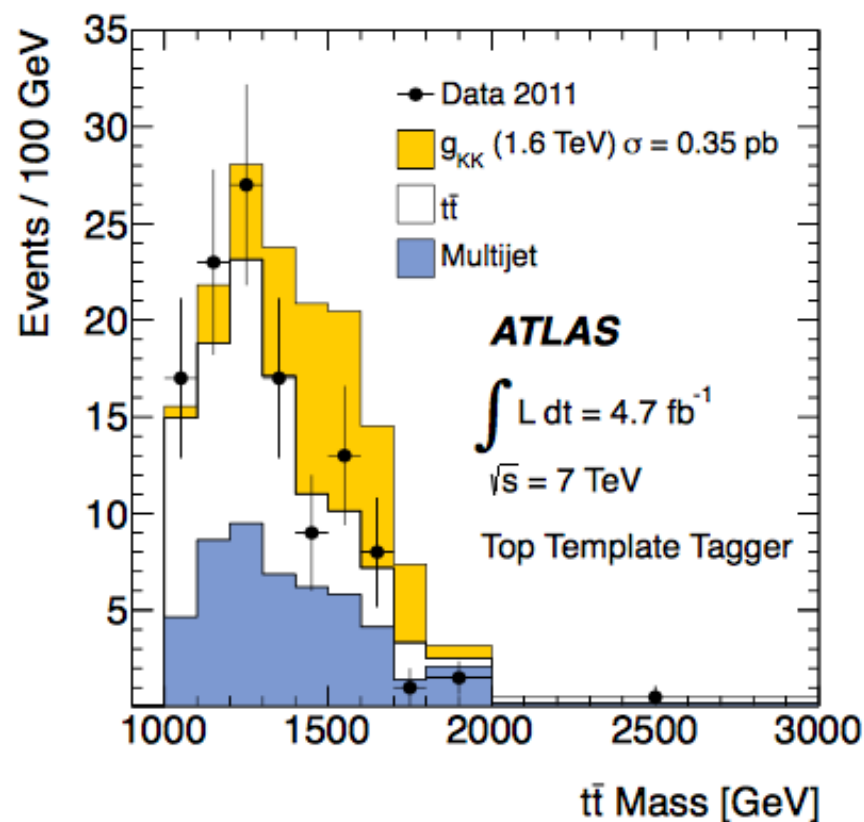 Events / 100 GeV
35
30
25
20
15
10
5
Data 2011
g_KK (1.6 TeV) σ = 0.35 pb
tt̄
Multijet
ATLAS
∫ L dt = 4.7 fb⁻¹
√s = 7 TeV
Top Template Tagger
1000 1500 2000 2500 3000
tt̄ Mass [GeV]